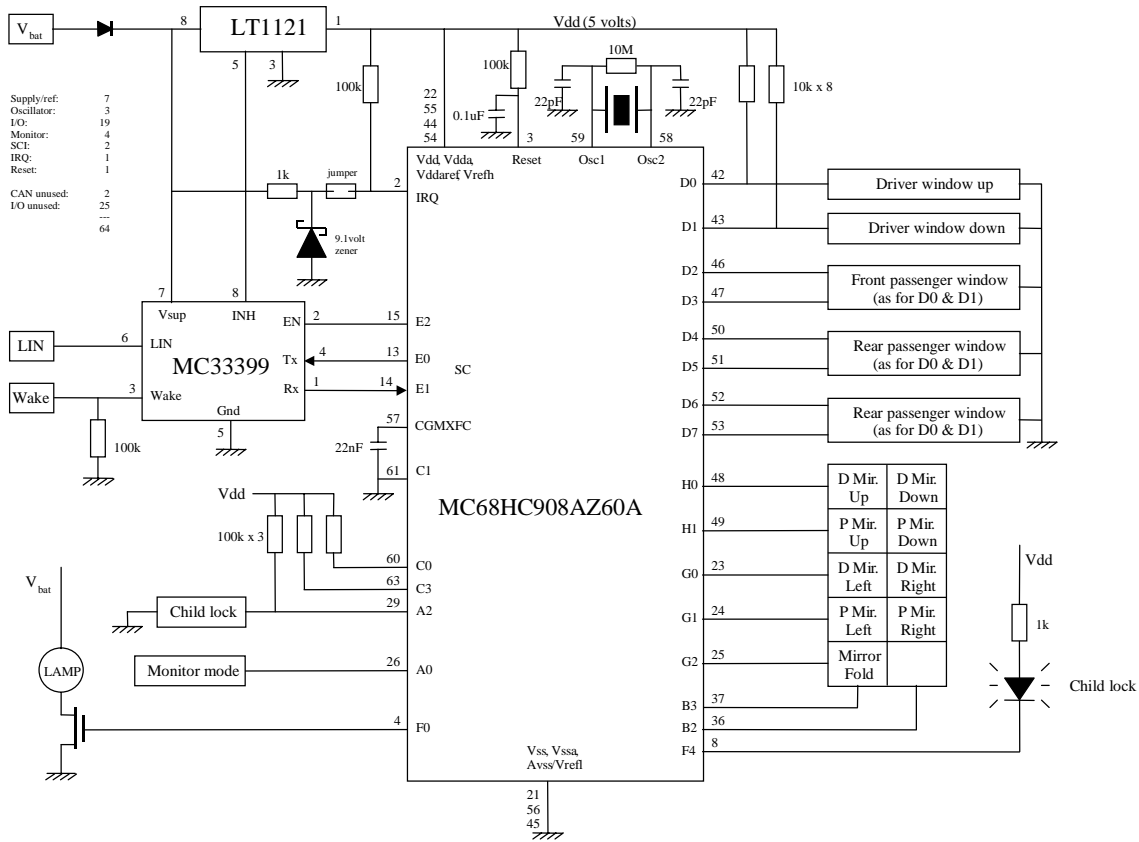 V bat
8
LT1121
1
Vdd (5 volts)
5
3
100k
100k
10M
22pF
22pF
10k x 8
0.1uF
22
55
44
54
3
59
58
Supply/ref: 7
Oscillator: 3
I/O: 19
Monitor: 4
SCI: 2
IRQ: 1
Reset: 1
CAN unused: 2
I/O unused: 25
---
64
Vdd, Vdda,
Vddaref, Vrefh
Reset
Osc1
Osc2
1k
jumper
2
IRQ
9.1volt
zener
D0
42
Driver window up
D1
43
Driver window down
D2
46
D3
47
Front passenger window
(as for D0 & D1)
D4
50
D5
51
Rear passenger window
(as for D0 & D1)
D6
52
D7
53
Rear passenger window
(as for D0 & D1)
7
8
Vsup
INH
EN
2
15
E2
LIN
6
LIN
MC33399
Tx
4
13
E0
SC
Wake
3
Wake
Rx
1
14
E1
Gnd
5
100k
57
CGMXFC
22nF
61
C1
MC68HC908AZ60A
Vdd
100k x 3
60
C0
63
C3
29
A2
Child lock
26
A0
Monitor mode
V bat
LAMP
4
F0
H0
48
D Mir.
Up
D Mir.
Down
H1
49
P Mir.
Up
P Mir.
Down
G0
23
D Mir.
Left
D Mir.
Right
G1
24
P Mir.
Left
P Mir.
Right
G2
25
Mirror
Fold
B3
37
B2
36
F4
8
Vdd
1k
Child lock
Vss, Vssa,
Avss/Vrefl
21
56
45